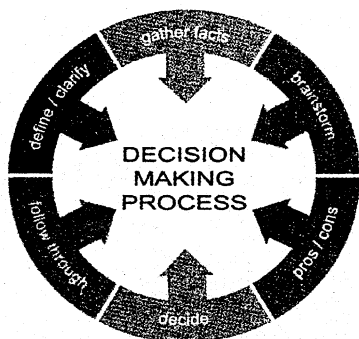 gather facts
brainstorm
pros / cons
decide
follow through
define / clarify
DECISION
MAKING
PROCESS